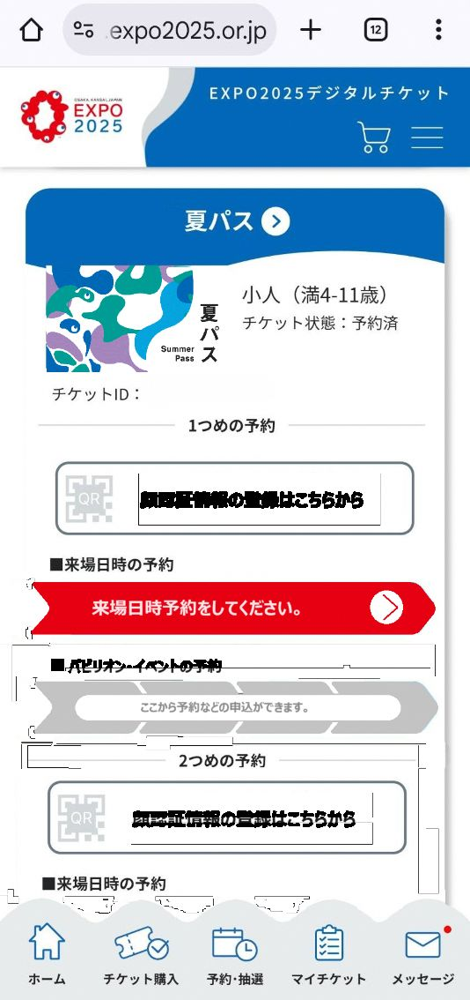 .expo2025.or.jp
12
EXPO2025デジタルチケット
OSAKA, KANSAI, JAPAN
EXPO
2025
夏パス
小人（満4-11歳）
チケット状態：予約済
夏パス
Summer
Pass
チケットID：
1つめの予約
QR
顔認証情報の登録はこちらから
■来場日時の予約
来場日時予約をしてください。
■ パビリオン・イベントの予約
ここから予約などの申込ができます。
2つめの予約
QR
顔認証情報の登録はこちらから
■来場日時の予約
ホーム
チケット購入
予約・抽選
マイチケット
メッセージ